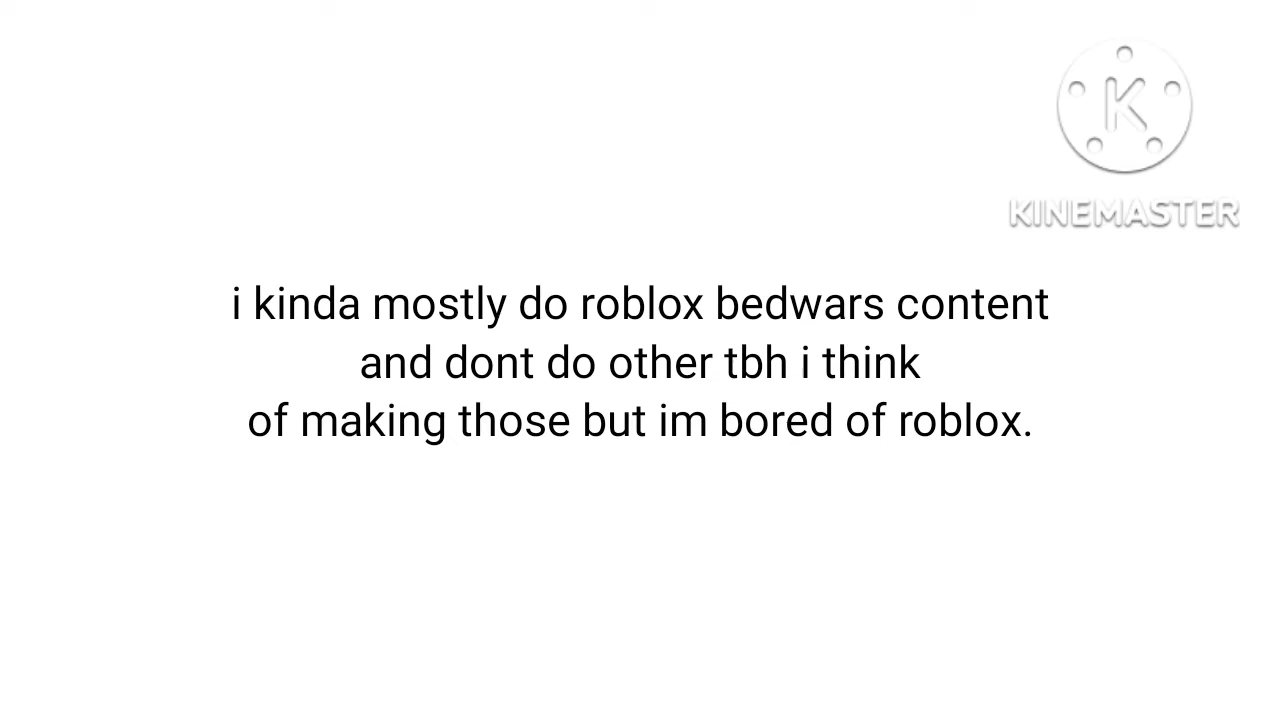 K
KINEMASTER
i kinda mostly do roblox bedwars content
and dont do other tbh i think
of making those but im bored of roblox.